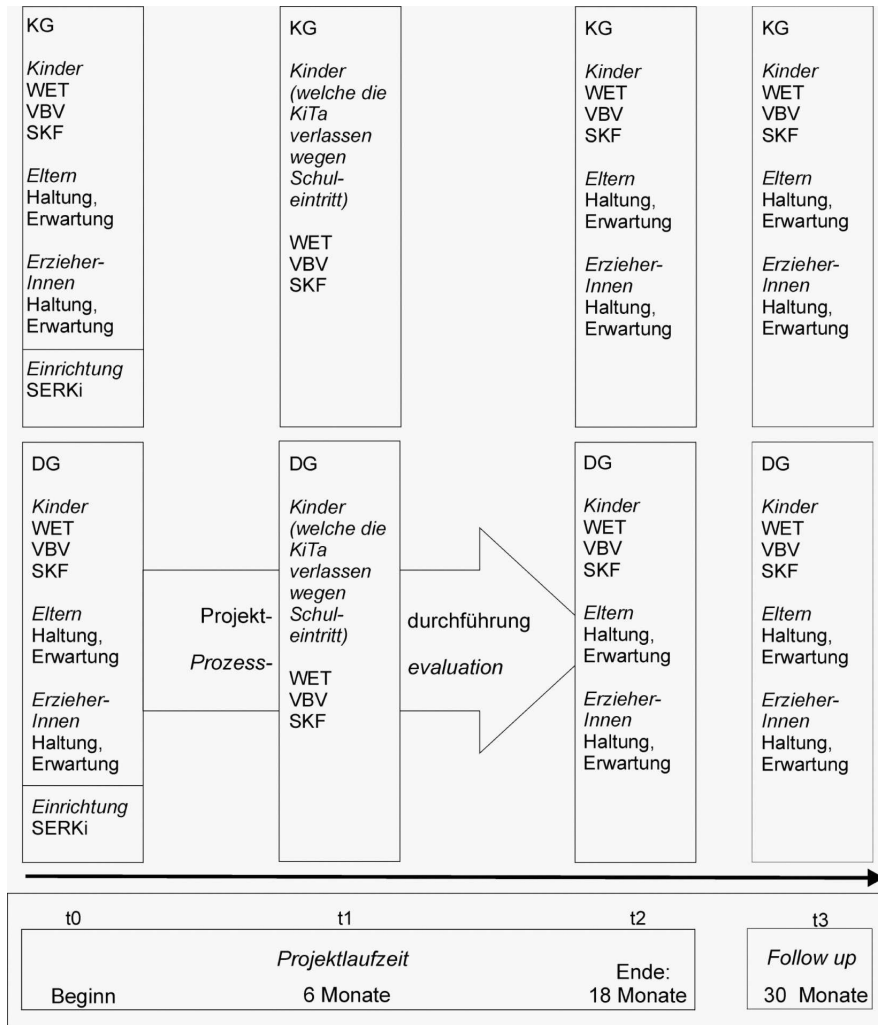 KG
Kinder
WET
VBV
SKF
Eltern
Haltung,
Erwartung
Erzieher-
Innen
Haltung,
Erwartung
Einrichtung
SERKi
KG
Kinder
(welche die
KiTa
verlassen
wegen
Schul-
eintritt)
WET
VBV
SKF
KG
Kinder
WET
VBV
SKF
Eltern
Haltung,
Erwartung
Erzieher-
Innen
Haltung,
Erwartung
KG
Kinder
WET
VBV
SKF
Eltern
Haltung,
Erwartung
Erzieher-
Innen
Haltung,
Erwartung
DG
Kinder
WET
VBV
SKF
Eltern
Haltung,
Erwartung
Erzieher-
Innen
Haltung,
Erwartung
Einrichtung
SERKi
Projekt-
Prozess-
DG
Kinder
(welche die
KiTa
verlassen
wegen
Schul-
eintritt)
WET
VBV
SKF
durchführung
evaluation
DG
Kinder
WET
VBV
SKF
Eltern
Haltung,
Erwartung
Erzieher-
Innen
Haltung,
Erwartung
DG
Kinder
WET
VBV
SKF
Eltern
Haltung,
Erwartung
Erzieher-
Innen
Haltung,
Erwartung
t0 t1 t2 t3
Projektlaufzeit
Beginn 6 Monate
Ende:
18 Monate
Follow up
30 Monate